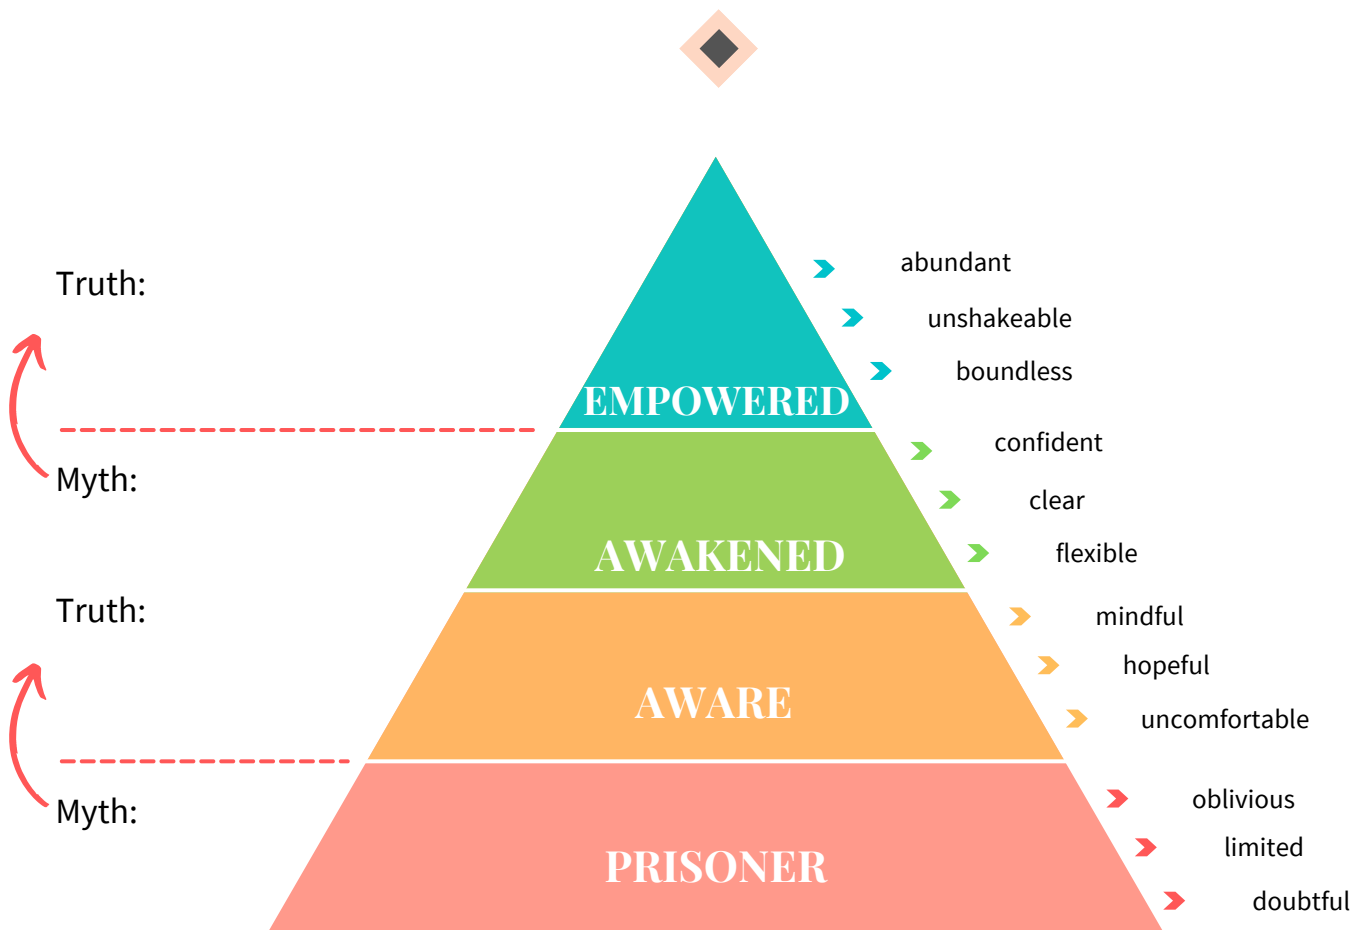 Truth:
Myth:
Truth:
Myth:
EMPOWERED
AWAKENED
AWARE
PRISONER
abundant
unshakeable
boundless
confident
clear
flexible
mindful
hopeful
uncomfortable
oblivious
limited
doubtful